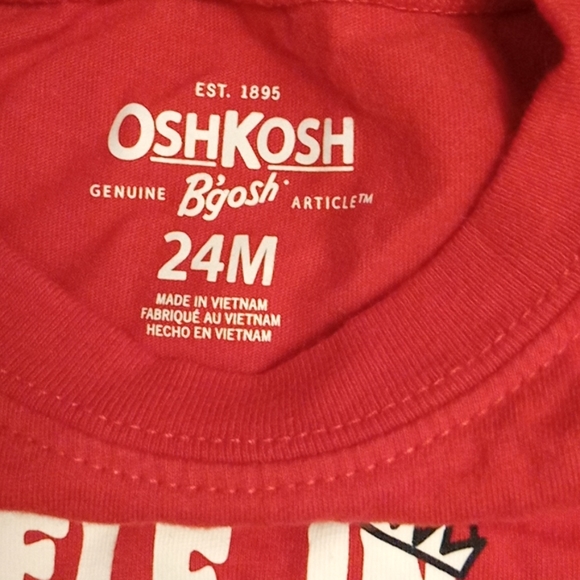 EST. 1895
OSHKOSH
GENUINE B'gosh® ARTICLE™
24M
MADE IN VIETNAM
FABRIQUÉ AU VIETNAM
HECHO EN VIETNAM